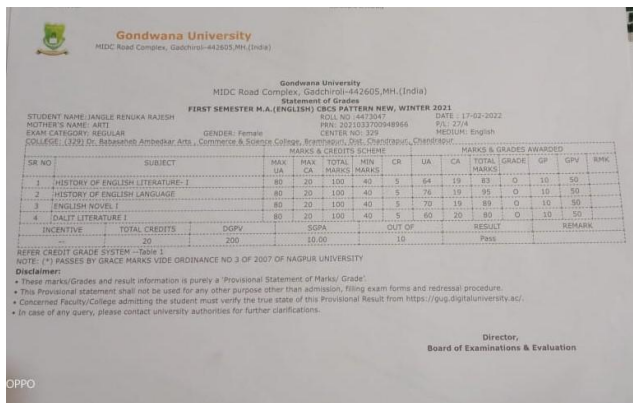 Gondwana University
MIDC Road Complex, Gadchiroli-442605,MH.(India)
Gondwana University
MIDC Road Complex, Gadchiroli-442605,MH.(India)
Statement of Grades
FIRST SEMESTER M.A.(ENGLISH) CBCS PATTERN NEW, WINTER 2021
STUDENT NAME :JANGLE RENUKA RAJESH ROLL NO :4473047 DATE : 17-02-2022
MOTHER'S NAME: ARTI PRN: 2021033700948966 P/L: 27/4
EXAM CATEGORY: REGULAR GENDER: Female CENTER NO: 329 MEDIUM: English
COLLEGE: (329) Dr. Babasaheb Ambedkar Arts , Commerce & Science College, Bramhapuri, Dist. Chandrapur, Chandrapur
MARKS & CREDITS SCHEME MARKS & GRADES AWARDED
SR NO SUBJECT MAX UA MAX CA TOTAL MARKS MIN MARKS CR UA CA TOTAL MARKS GRADE GP GPV RMK
1 HISTORY OF ENGLISH LITERATURE- I 80 20 100 40 5 64 19 83 O 10 50
2 HISTORY OF ENGLISH LANGUAGE 80 20 100 40 5 76 19 95 O 10 50
3 ENGLISH NOVEL I 80 20 100 40 5 70 19 89 O 10 50
4 DALIT LITERATURE I 80 20 100 40 5 60 20 80 O 10 50
INCENTIVE TOTAL CREDITS DGPV SGPA OUT OF RESULT REMARK
-- 20 200 10.00 10 Pass
REFER CREDIT GRADE SYSTEM --Table 1
NOTE: (*) PASSES BY GRACE MARKS VIDE ORDINANCE NO 3 OF 2007 OF NAGPUR UNIVERSITY
Disclaimer:
• These marks/Grades and result information is purely a 'Provisional Statement of Marks/ Grade'.
• This Provisional statement shall not be used for any other purpose other than admission, filling exam forms and redressal procedure.
• Concerned Faculty/College admitting the student must verify the true state of this Provisional Result from https://gug.digitaluniversity.ac/.
• In case of any query, please contact university authorities for further clarifications.
Director,
Board of Examinations & Evaluation
OPPO